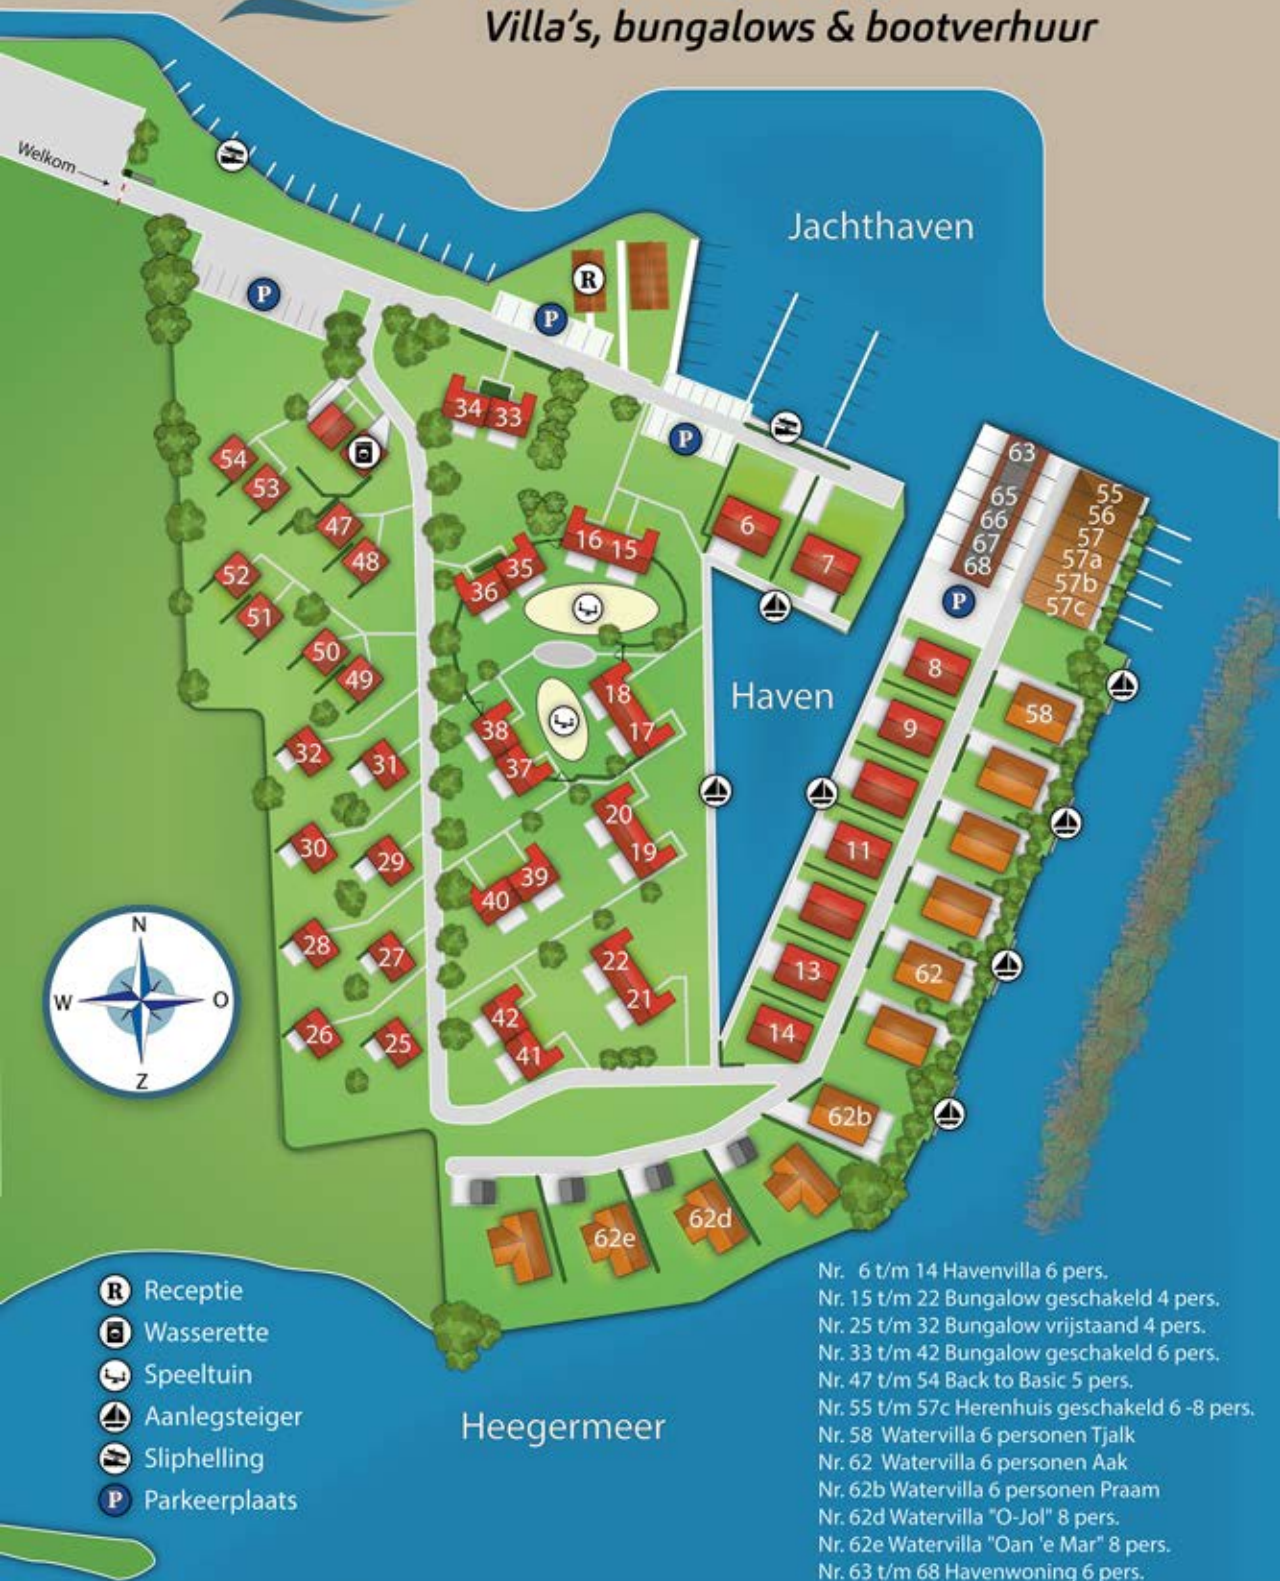 Villa's, bungalows & bootverhuur
Welkom
Jachthaven
R
P
P
34 33
P
63
65
66
67
68
55
56
57
57a
57b
57c
54
53
47
48
6
7
16 15
35
36
52
51
50
49
P
8
9
11
13
14
Haven
58
62
62b
18
17
38
37
32
31
20
19
30
29
39
40
28
27
22
21
42
41
26
25
N
W
O
Z
62e
62d
R Receptie
Wasserette
Speeltuin
Aanlegsteiger
Sliphelling
P Parkeerplaats
Heegermeer
Nr. 6 t/m 14 Havenvilla 6 pers.
Nr. 15 t/m 22 Bungalow geschakeld 4 pers.
Nr. 25 t/m 32 Bungalow vrijstaand 4 pers.
Nr. 33 t/m 42 Bungalow geschakeld 6 pers.
Nr. 47 t/m 54 Back to Basic 5 pers.
Nr. 55 t/m 57c Herenhuis geschakeld 6 -8 pers.
Nr. 58 Watervilla 6 personen Tjalk
Nr. 62 Watervilla 6 personen Aak
Nr. 62b Watervilla 6 personen Praam
Nr. 62d Watervilla "O-Jol" 8 pers.
Nr. 62e Watervilla "Oan 'e Mar" 8 pers.
Nr. 63 t/m 68 Havenwoning 6 pers.